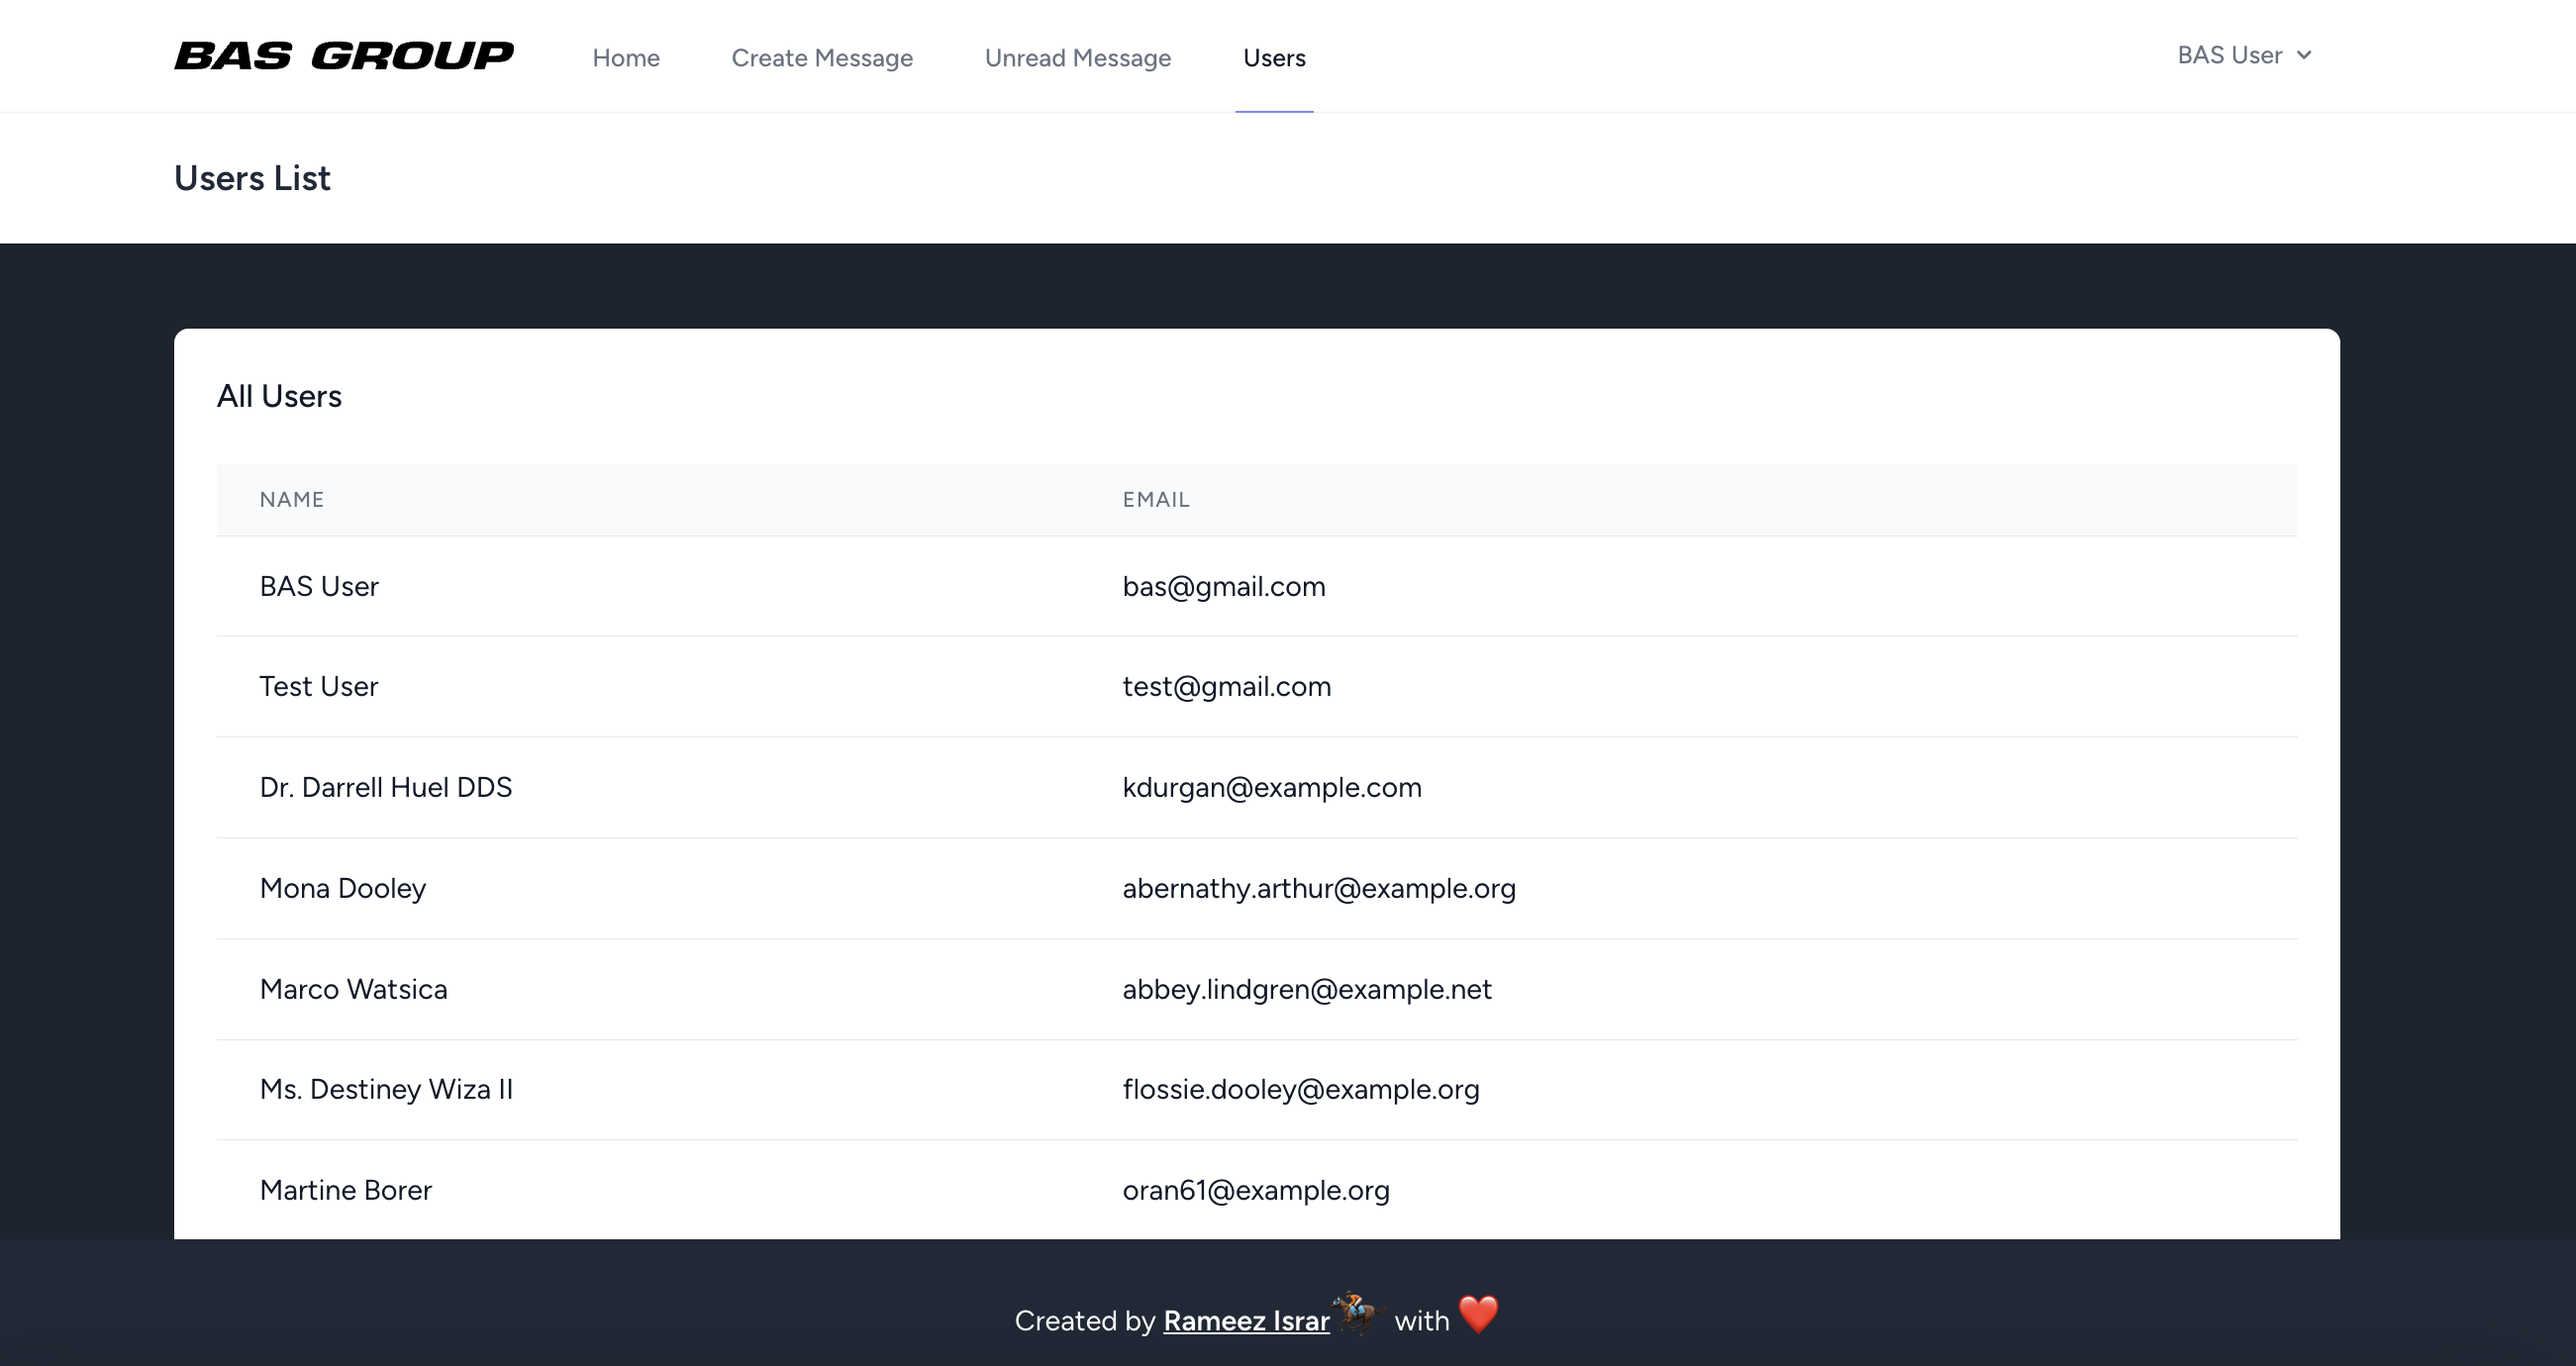 BAS GROUP Home Create Message Unread Message Users BAS User
Users List
All Users
NAME EMAIL
BAS User bas@gmail.com
Test User test@gmail.com
Dr. Darrell Huel DDS kdurgan@example.com
Mona Dooley abernathy.arthur@example.org
Marco Watsica abbey.lindgren@example.net
Ms. Destiney Wiza II flossie.dooley@example.org
Martine Borer oran61@example.org
Created by Rameez Israr🏇 with ❤️